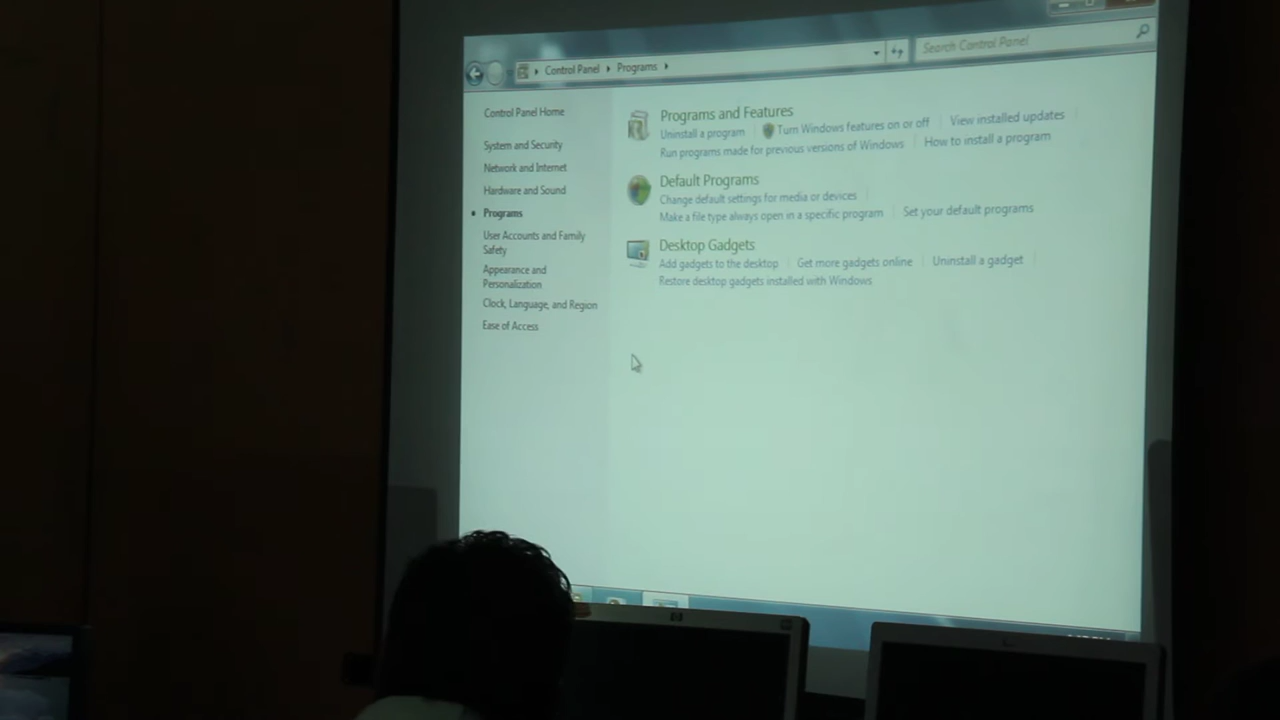 Control Panel Programs
Search Control Panel
Control Panel Home
System and Security
Network and Internet
Hardware and Sound
Programs
User Accounts and Family
Safety
Appearance and
Personalization
Clock, Language, and Region
Ease of Access
Programs and Features
Uninstall a program Turn Windows features on or off View installed updates
Run programs made for previous versions of Windows How to install a program
Default Programs
Change default settings for media or devices
Make a file type always open in a specific program Set your default programs
Desktop Gadgets
Add gadgets to the desktop Get more gadgets online Uninstall a gadget
Restore desktop gadgets installed with Windows
hp